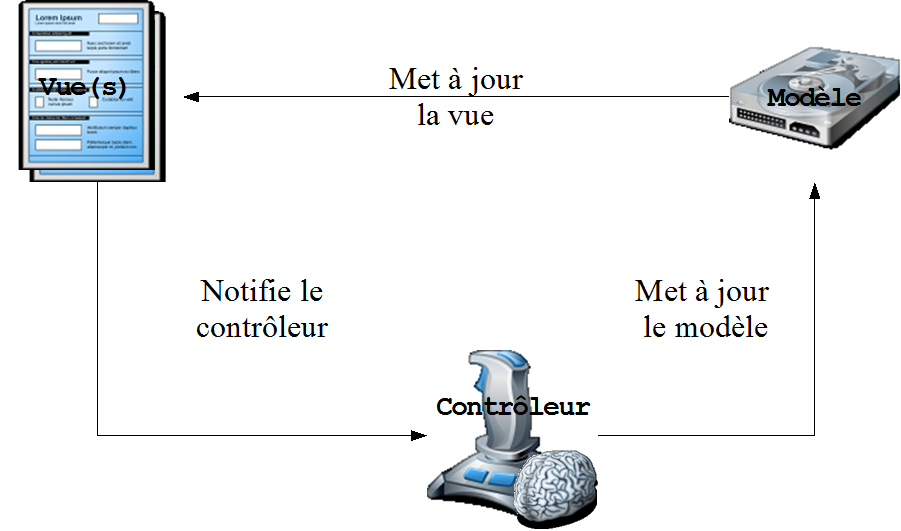 Lorem Ipsum
Vue(s)
Met à jour
la vue
Modèle
Notifie le
contrôleur
Met à jour
le modèle
Contrôleur